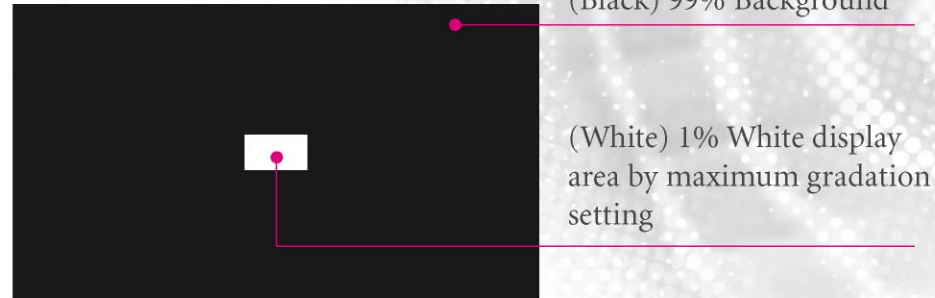 (Black) 99% Background
(White) 1% White display
area by maximum gradation
setting